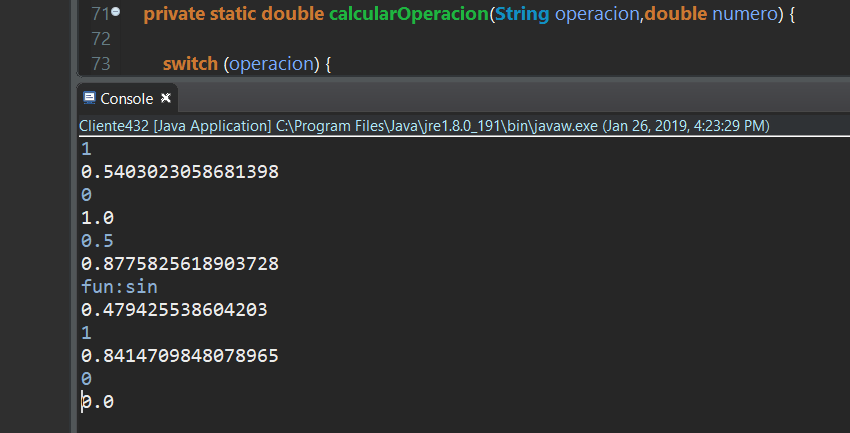 71 private static double calcularOperacion(String operacion,double numero) {
72
73 switch (operacion) {
Console
Cliente432 [Java Application] C:\Program Files\Java\jre1.8.0_191\bin\javaw.exe (Jan 26, 2019, 4:23:29 PM)
1
0.5403023058681398
0
1.0
0.5
0.8775825618903728
fun:sin
0.479425538604203
1
0.8414709848078965
0
0.0